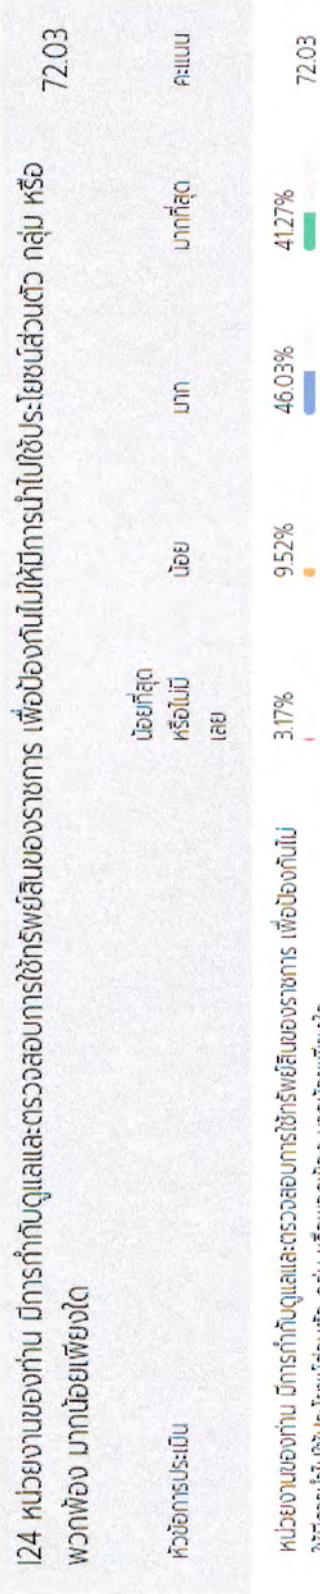 I24 หน่วยงานของท่าน มีการกำกับดูแลและตรวจสอบการใช้ทรัพย์สินของราชการ เพื่อป้องกันไม่ให้มีการนำไปใช้ประโยชน์ส่วนตัว กลุ่ม หรือ
พวกพ้อง มากน้อยเพียงใด
72.03
หัวข้อการประเมิน
น้อยที่สุด
หรือไม่มี
เลย
น้อย
มาก
มากที่สุด
คะแนน
หน่วยงานของท่าน มีการกำกับดูแลและตรวจสอบการใช้ทรัพย์สินของราชการ เพื่อป้องกันไม่
3.17%
9.52%
46.03%
41.27%
72.03